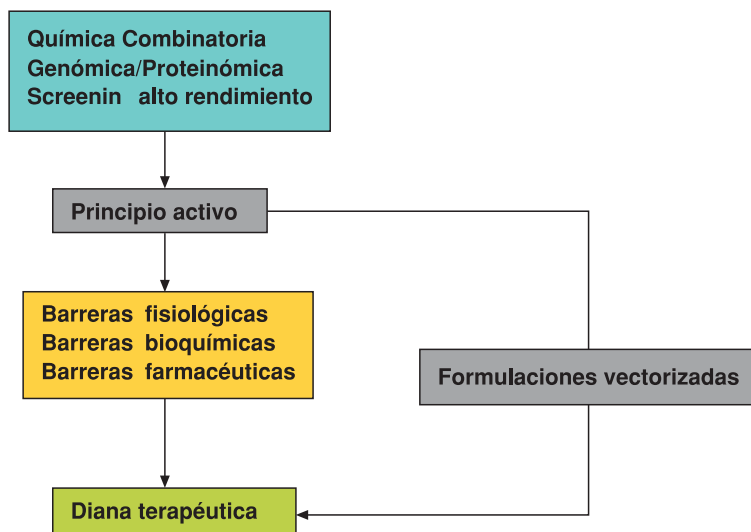 Química Combinatoria
Genómica/Proteinómica
Screenin alto rendimiento
Principio activo
Barreras fisiológicas
Barreras bioquímicas
Barreras farmacéuticas
Formulaciones vectorizadas
Diana terapéutica